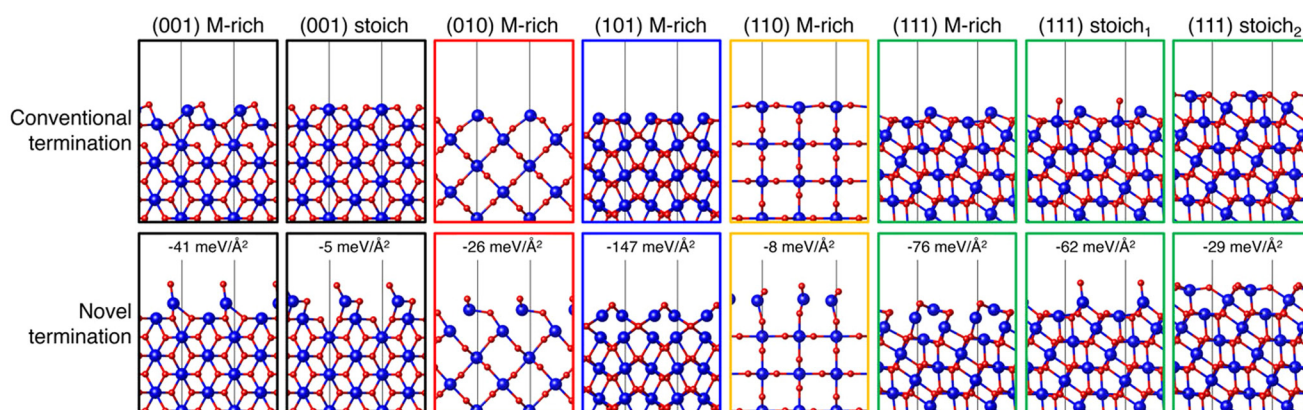 (001) M-rich (001) stoich (010) M-rich (101) M-rich (110) M-rich (111) M-rich (111) stoich₁ (111) stoich₂
Conventional
termination
-41 meV/Å² -5 meV/Å² -26 meV/Å² -147 meV/Å² -8 meV/Å² -76 meV/Å² -62 meV/Å² -29 meV/Å²
Novel
termination